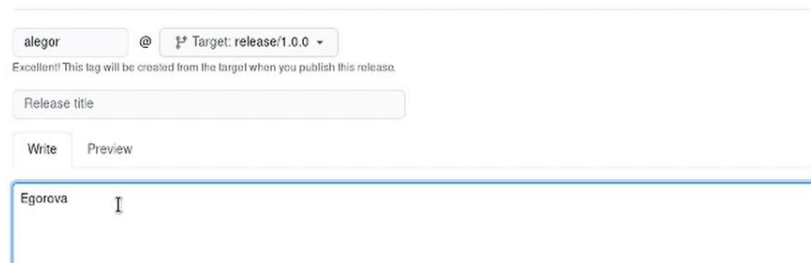 alegor @ Target: release/1.0.0
Excellent! This tag will be created from the target when you publish this release.
Release title
Write Preview
Egorova